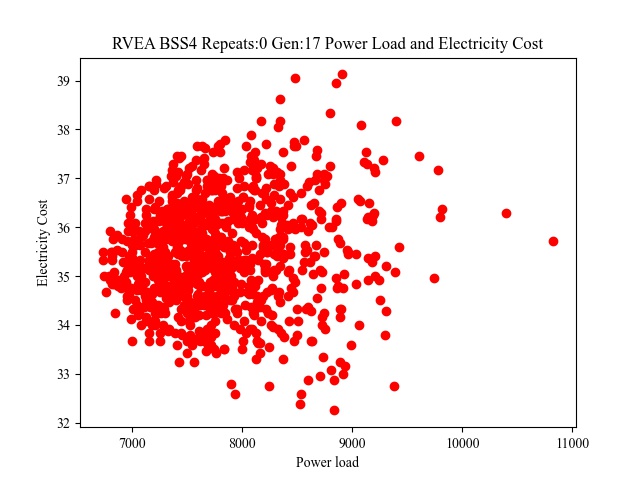 RVEA BSS4 Repeats:0 Gen:17 Power Load and Electricity Cost
39
38
37
36
35
34
33
32
Electricity Cost
7000 8000 9000 10000 11000
Power load